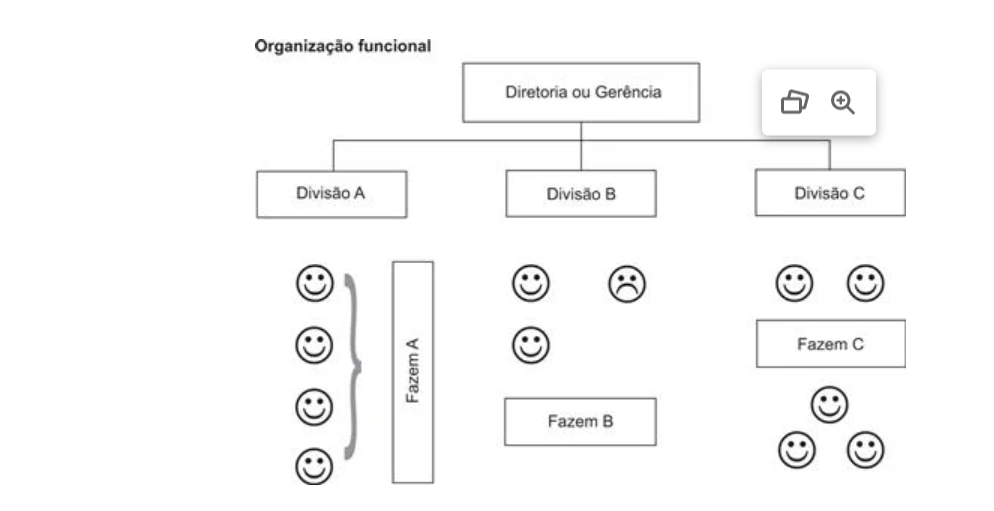 Organização funcional
Diretoria ou Gerência
Divisão A
Divisão B
Divisão C
Fazem A
Fazem B
Fazem C